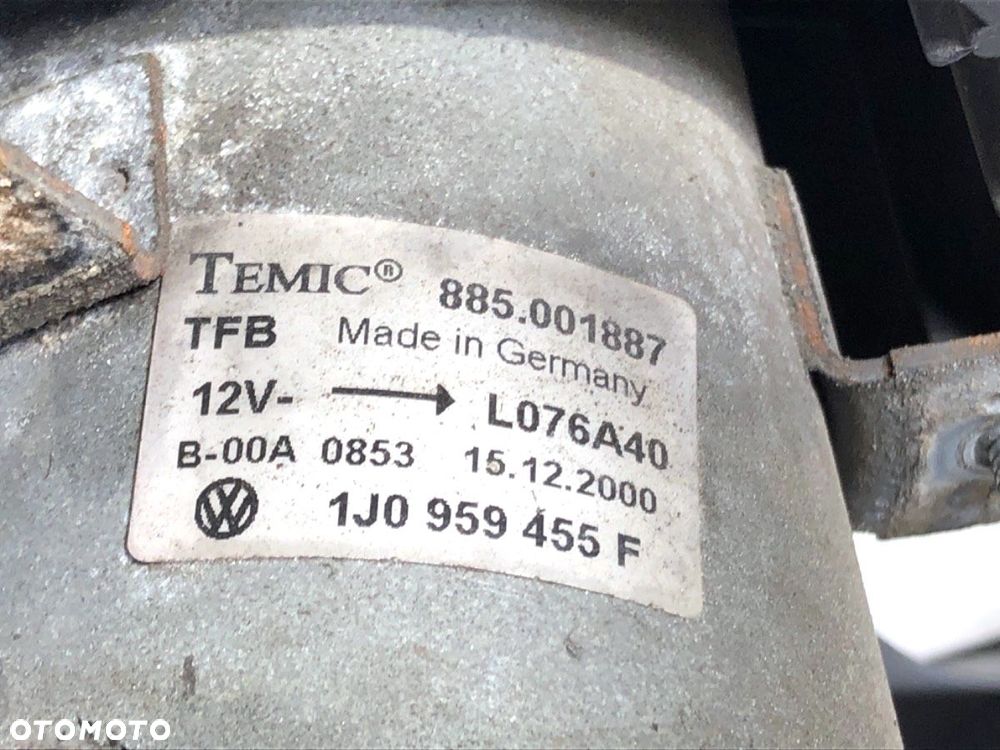 TEMIC® 885.001887
TFB Made in Germany
12V- L076A40
B-00A 0853 15.12.2000
1J0 959 455 F
OTOMOTO